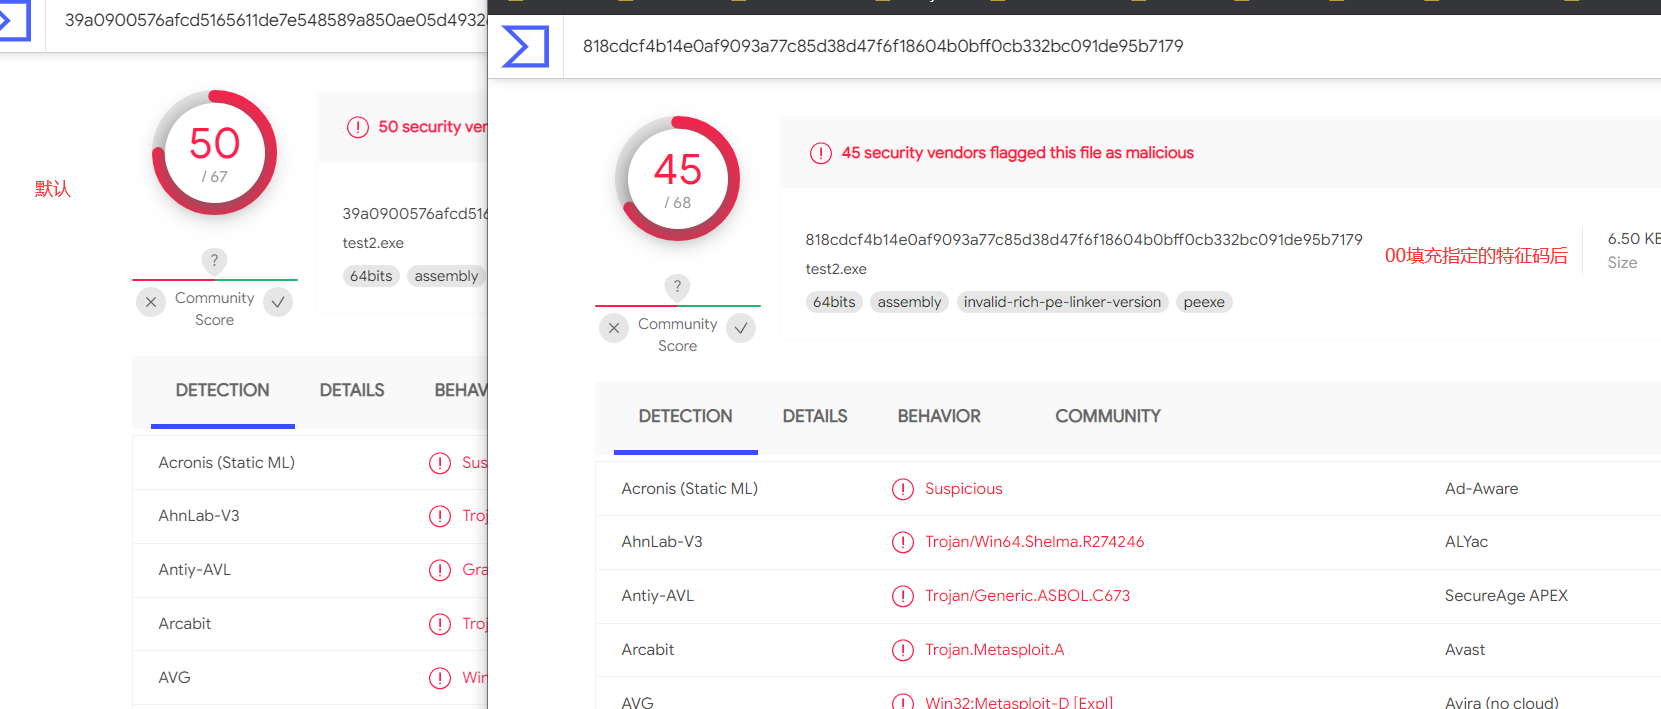 39a0900576afcd5165611de7e548589a850ae05d4932
50
/ 67
50 security ver
默认
39a0900576afcd516
test2.exe
64bits
assembly
?
Community
Score
DETECTION
DETAILS
BEHAV
Acronis (Static ML)
Sus
AhnLab-V3
Troj
Antiy-AVL
Gra
Arcabit
Troj
AVG
Win
818cdcf4b14e0af9093a77c85d38d47f6f18604b0bff0cb332bc091de95b7179
45
/ 68
45 security vendors flagged this file as malicious
818cdcf4b14e0af9093a77c85d38d47f6f18604b0bff0cb332bc091de95b7179
00填充指定的特征码后
6.50 KB
Size
test2.exe
64bits
assembly
invalid-rich-pe-linker-version
peexe
?
Community
Score
DETECTION
DETAILS
BEHAVIOR
COMMUNITY
Acronis (Static ML)
Suspicious
Ad-Aware
AhnLab-V3
Trojan/Win64.Shelma.R274246
ALYac
Antiy-AVL
Trojan/Generic.ASBOL.C673
SecureAge APEX
Arcabit
Trojan.Metasploit.A
Avast
AVG
Win32:Metasploit-D [Expl]
Avira (no cloud)